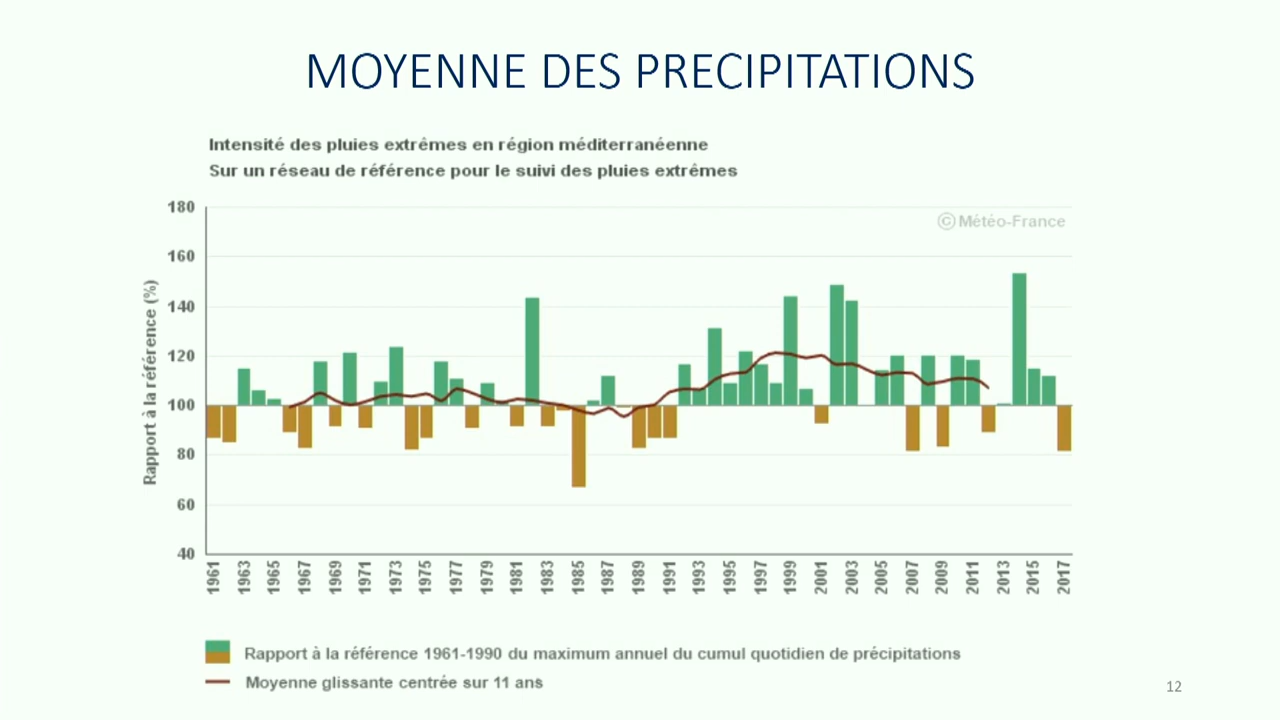 MOYENNE DES PRECIPITATIONS
Intensité des pluies extrêmes en région méditerranéenne
Sur un réseau de référence pour le suivi des pluies extrêmes
© Météo-France
Rapport à la référence (%)
180
160
140
120
100
80
60
40
1961 1963 1965 1967 1969 1971 1973 1975 1977 1979 1981 1983 1985 1987 1989 1991 1993 1995 1997 1999 2001 2003 2005 2007 2009 2011 2013 2015 2017
Rapport à la référence 1961-1990 du maximum annuel du cumul quotidien de précipitations
Moyenne glissante centrée sur 11 ans
12